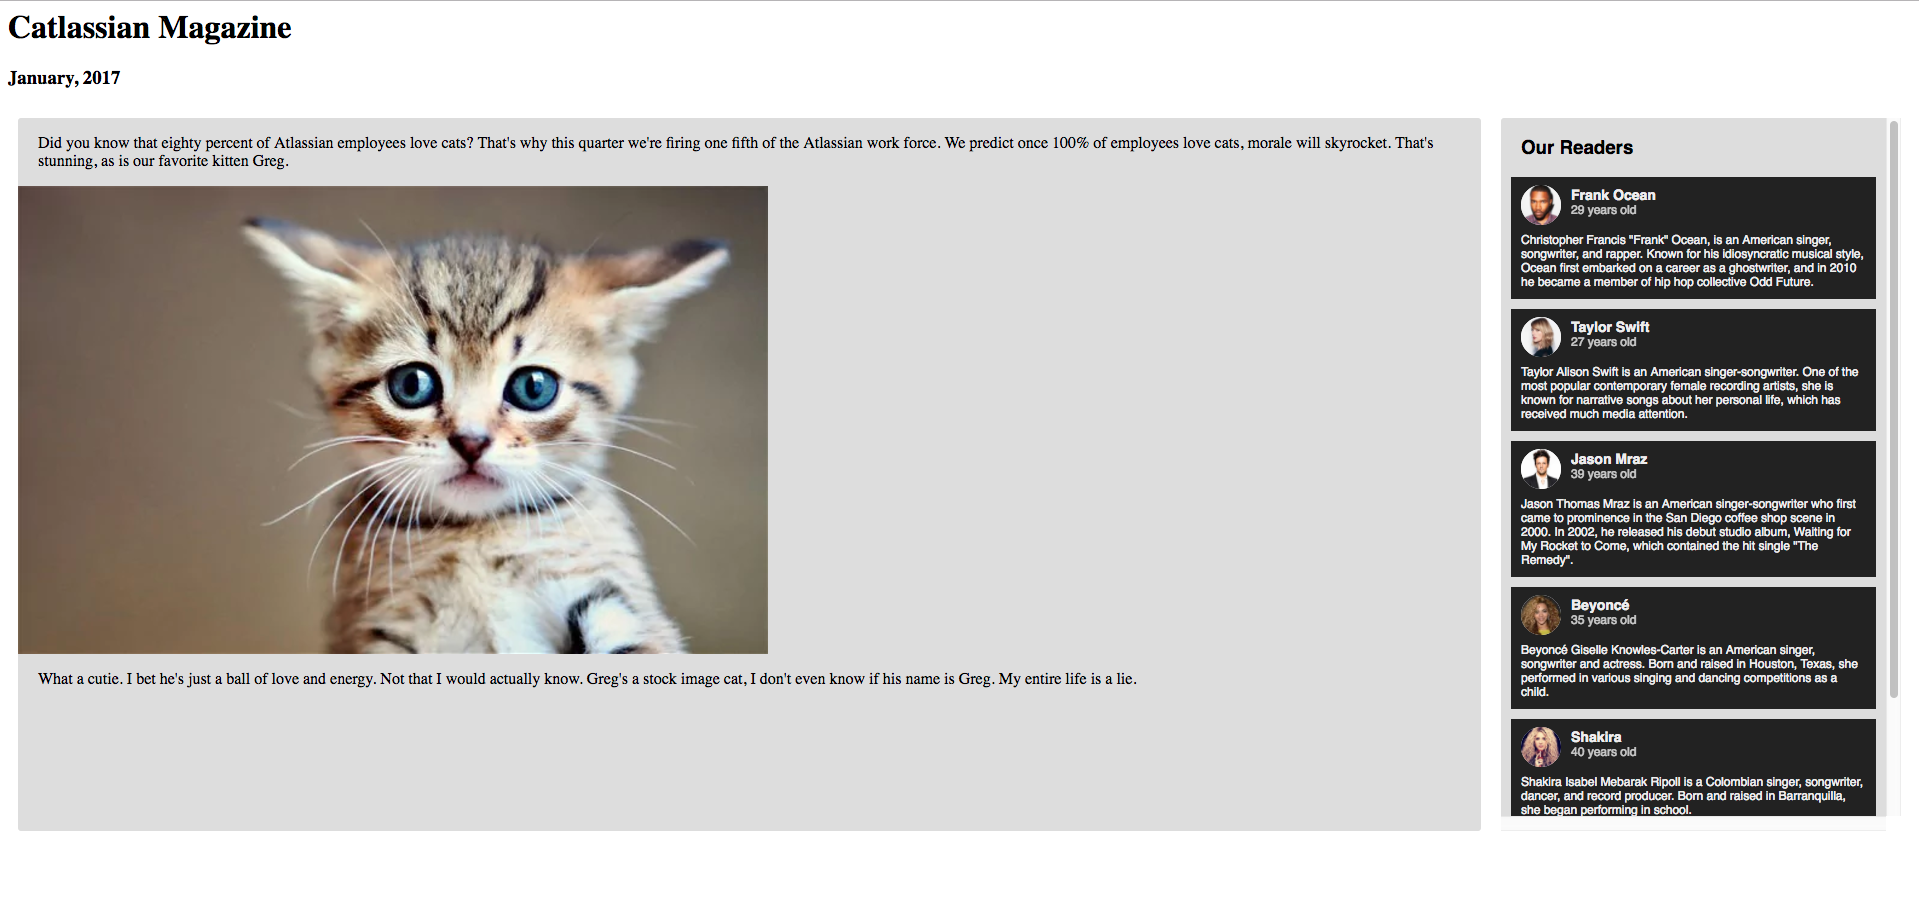 Catlassian Magazine
January, 2017
Did you know that eighty percent of Atlassian employees love cats? That's why this quarter we're firing one fifth of the Atlassian work force. We predict once 100% of employees love cats, morale will skyrocket. That's
stunning, as is our favorite kitten Greg.
What a cutie. I bet he's just a ball of love and energy. Not that I would actually know. Greg's a stock image cat, I don't even know if his name is Greg. My entire life is a lie.
Our Readers
Frank Ocean
29 years old
Christopher Francis "Frank" Ocean, is an American singer,
songwriter, and rapper. Known for his idiosyncratic musical style,
Ocean first embarked on a career as a ghostwriter, and in 2010
he became a member of hip hop collective Odd Future.
Taylor Swift
27 years old
Taylor Alison Swift is an American singer-songwriter. One of the
most popular contemporary female recording artists, she is
known for narrative songs about her personal life, which has
received much media attention.
Jason Mraz
39 years old
Jason Thomas Mraz is an American singer-songwriter who first
came to prominence in the San Diego coffee shop scene in
2000. In 2002, he released his debut studio album, Waiting for
My Rocket to Come, which contained the hit single "The
Remedy".
Beyoncé
35 years old
Beyoncé Giselle Knowles-Carter is an American singer,
songwriter and actress. Born and raised in Houston, Texas, she
performed in various singing and dancing competitions as a
child.
Shakira
40 years old
Shakira Isabel Mebarak Ripoll is a Colombian singer, songwriter,
dancer, and record producer. Born and raised in Barranquilla,
she began performing in school.